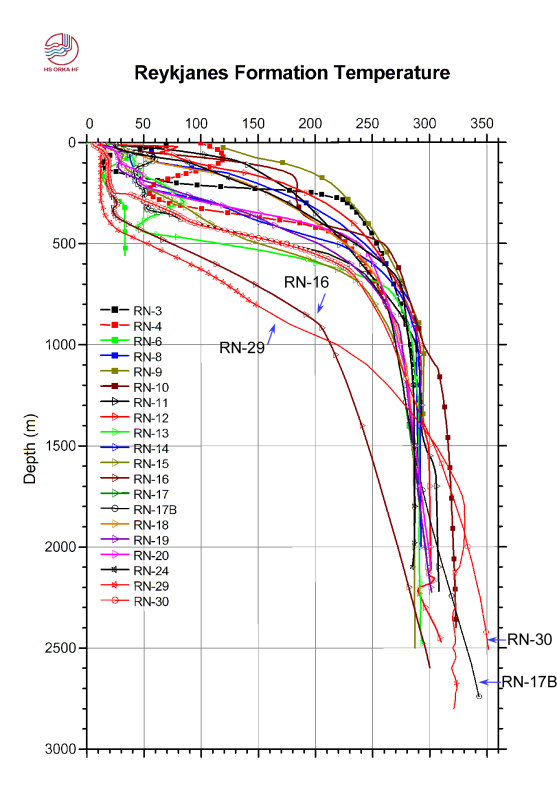 HS ORKA HF
Reykjanes Formation Temperature
0 50 100 150 200 250 300 350
0
500
1000
1500
2000
2500
3000
Depth (m)
RN-16
RN-29
RN-3
RN-4
RN-6
RN-8
RN-9
RN-10
RN-11
RN-12
RN-13
RN-14
RN-15
RN-16
RN-17
RN-17B
RN-18
RN-19
RN-20
RN-24
RN-29
RN-30
RN-30
RN-17B